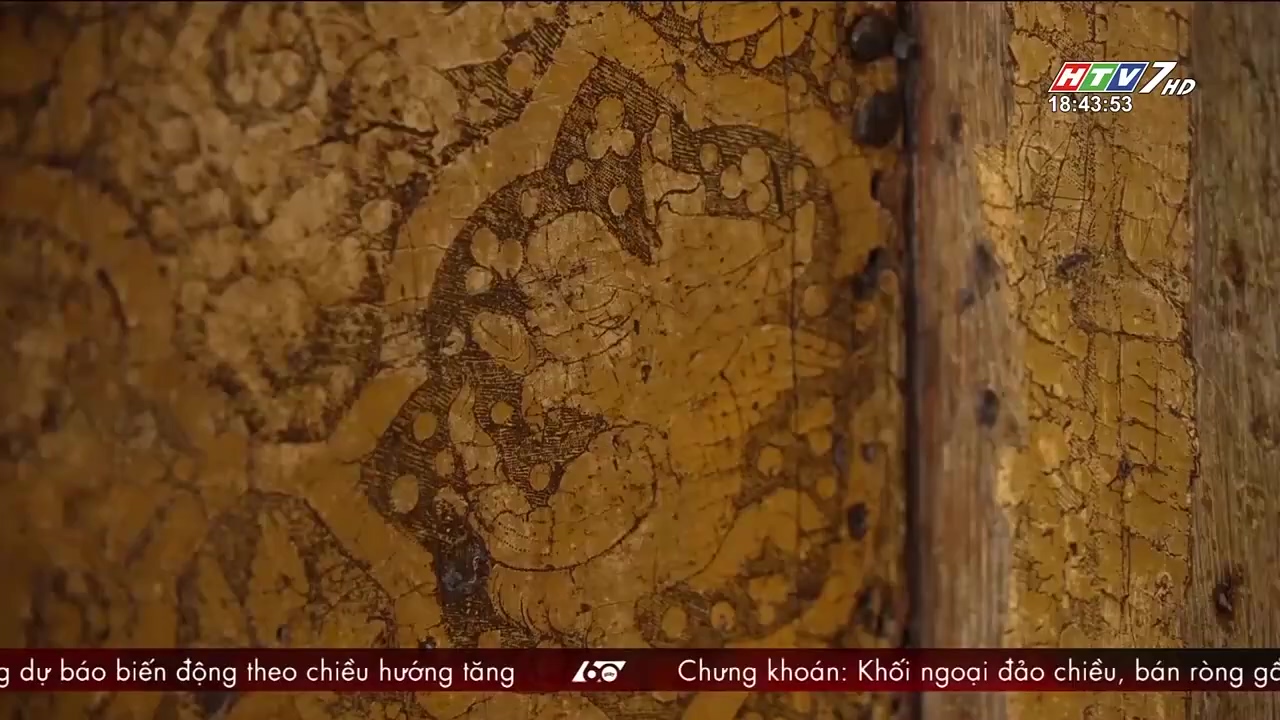 HTV7 HD
18:43:53
dự báo biến động theo chiều hướng tăng
60 Chưng khoán: Khối ngoại đảo chiều, bán ròng